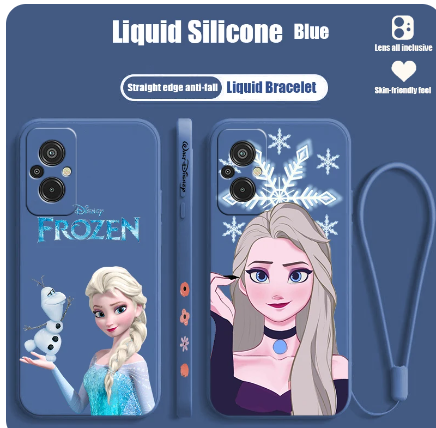 Liquid Silicone Blue
Lens all inclusive
Skin-friendly feel
Straight edge anti-fall Liquid Bracelet
Disney
FROZEN